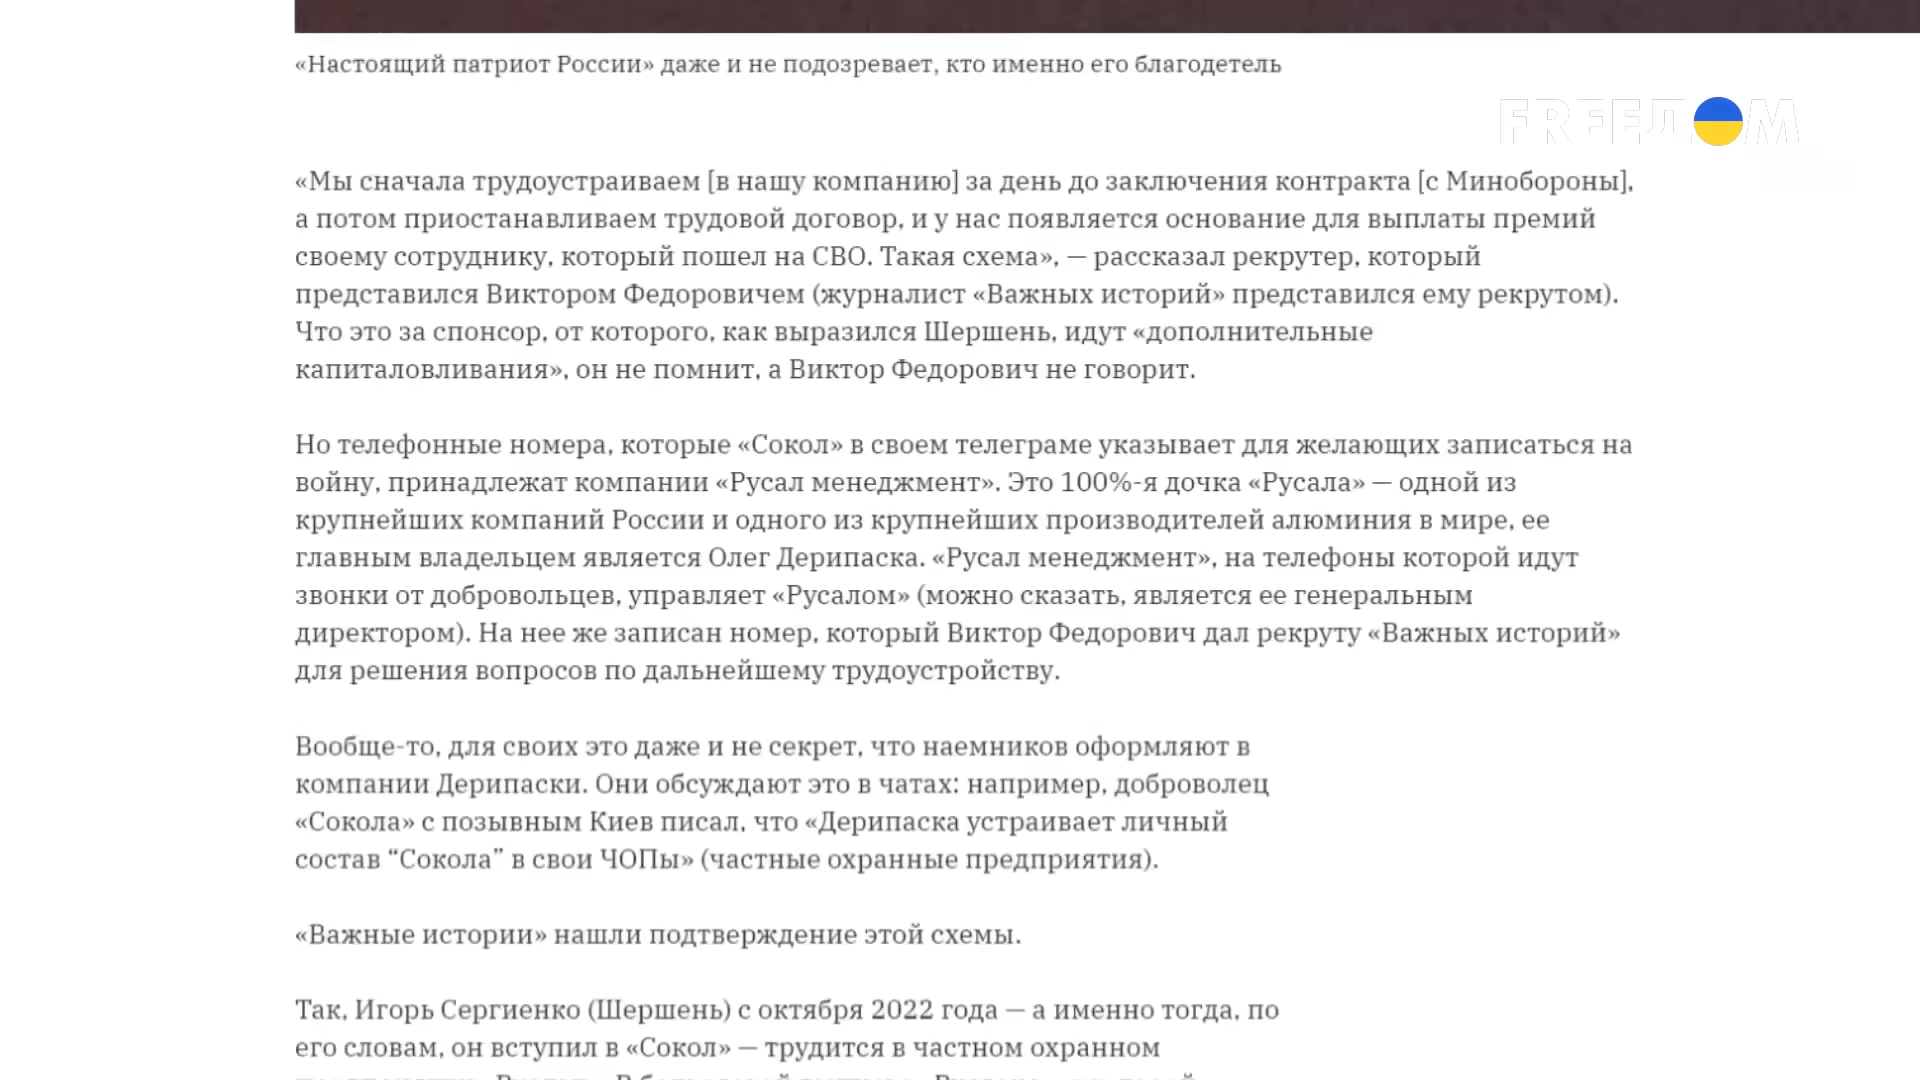 «Настоящий патриот России» даже и не подозревает, кто именно его благодетель
FREEДOM
«Мы сначала трудоустраиваем [в нашу компанию] за день до заключения контракта [с Минобороны],
а потом приостанавливаем трудовой договор, и у нас появляется основание для выплаты премий
своему сотруднику, который пошел на СВО. Такая схема», — рассказал рекрутер, который
представился Виктором Федоровичем (журналист «Важных историй» представился ему рекрутом).
Что это за спонсор, от которого, как выразился Шершень, идут «дополнительные
капиталовливания», он не помнит, а Виктор Федорович не говорит.
Но телефонные номера, которые «Сокол» в своем телеграме указывает для желающих записаться на
войну, принадлежат компании «Русал менеджмент». Это 100%-я дочка «Русала» — одной из
крупнейших компаний России и одного из крупнейших производителей алюминия в мире, ее
главным владельцем является Олег Дерипаска. «Русал менеджмент», на телефоны которой идут
звонки от добровольцев, управляет «Русалом» (можно сказать, является ее генеральным
директором). На нее же записан номер, который Виктор Федорович дал рекруту «Важных историй»
для решения вопросов по дальнейшему трудоустройству.
Вообще-то, для своих это даже и не секрет, что наемников оформляют в
компании Дерипаски. Они обсуждают это в чатах: например, доброволец
«Сокола» с позывным Киев писал, что «Дерипаска устраивает личный
состав “Сокола” в свои ЧОПы» (частные охранные предприятия).
«Важные истории» нашли подтверждение этой схемы.
Так, Игорь Сергиенко (Шершень) с октября 2022 года — а именно тогда, по
его словам, он вступил в «Сокол» — трудится в частном охранном